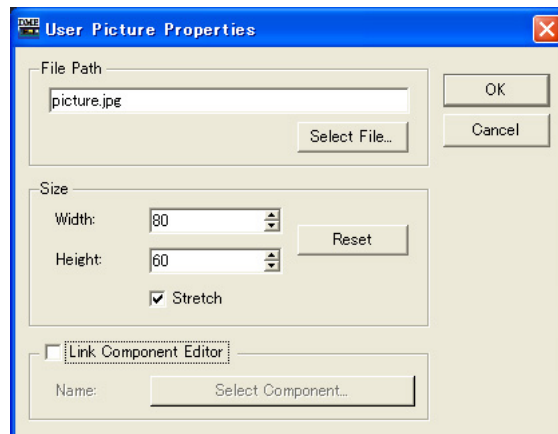 DME
User Picture Properties
File Path
picture.jpg
Select File...
OK
Cancel
Size
Width: 80
Height: 60
Reset
Stretch
Link Component Editor
Name: Select Component...